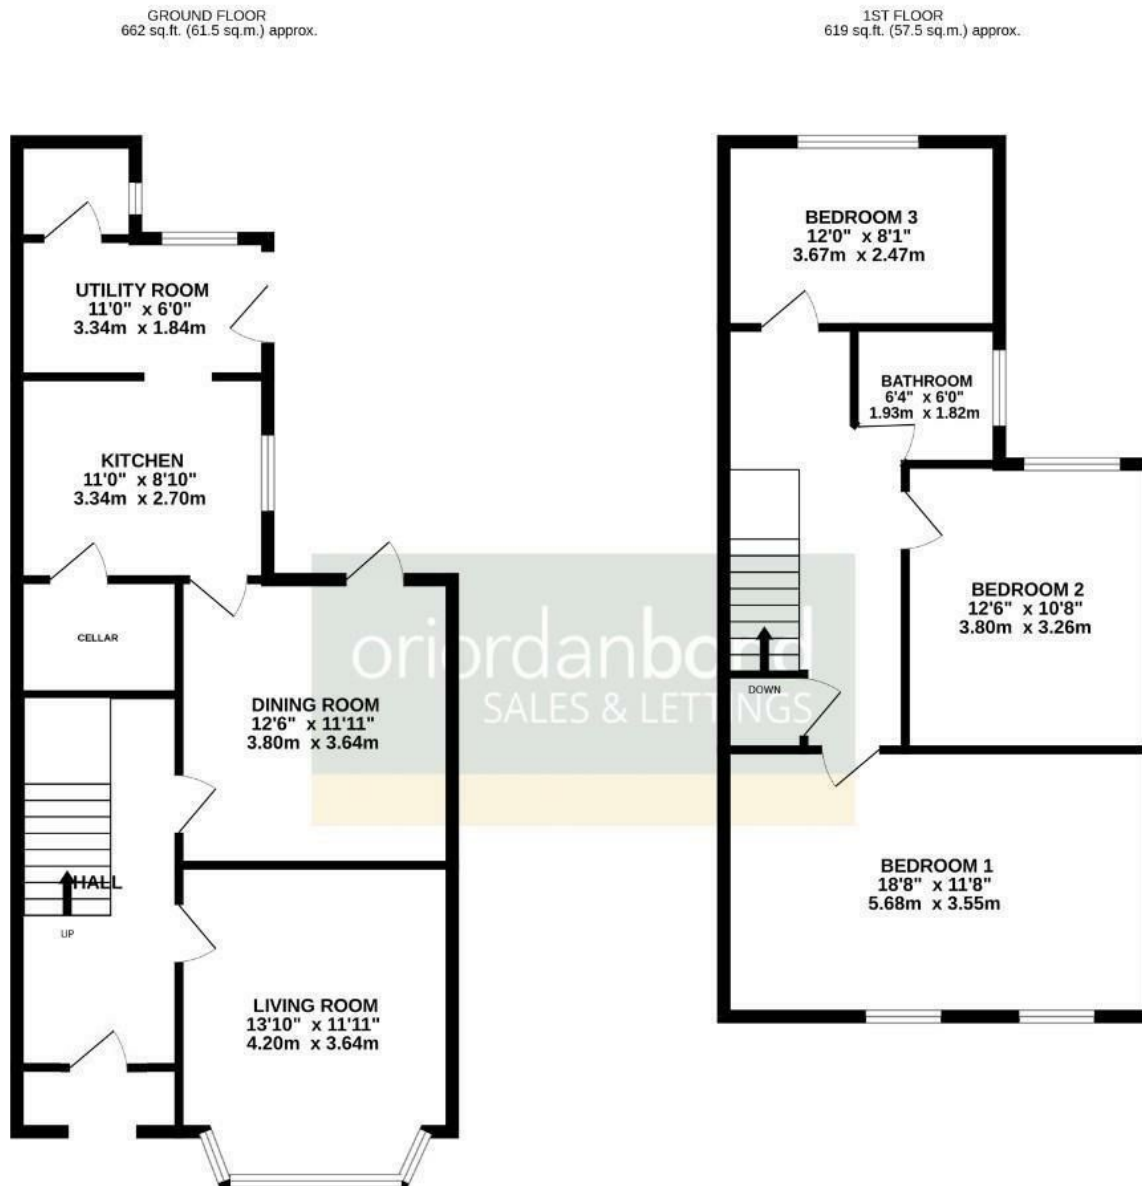 GROUND FLOOR
662 sq.ft. (61.5 sq.m.) approx.
1ST FLOOR
619 sq.ft. (57.5 sq.m.) approx.
UTILITY ROOM
11'0" x 6'0"
3.34m x 1.84m
KITCHEN
11'0" x 8'10"
3.34m x 2.70m
CELLAR
DINING ROOM
12'6" x 11'11"
3.80m x 3.64m
HALL
UP
LIVING ROOM
13'10" x 11'11"
4.20m x 3.64m
BEDROOM 3
12'0" x 8'1"
3.67m x 2.47m
BATHROOM
6'4" x 6'0"
1.93m x 1.82m
BEDROOM 2
12'6" x 10'8"
3.80m x 3.26m
DOWN
BEDROOM 1
18'8" x 11'8"
5.68m x 3.55m
oriordanbond
SALES & LETTINGS